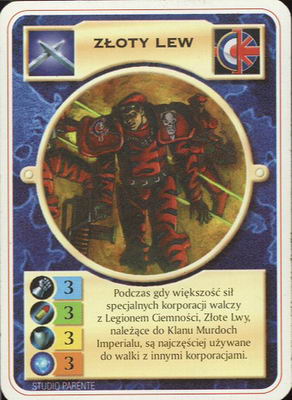 ZŁOTY LEW
3
3
3
3
Podczas gdy większość sił
specjalnych korporacji walczy
z Legionem Ciemności, Złote Lwy,
należące do Klanu Murdoch
Imperialu, są najczęściej używane
do walki z innymi korporacjami.
STUDIO PARENTE